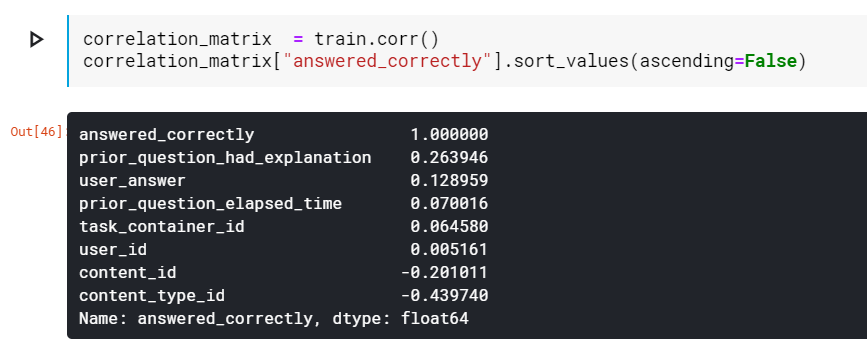 correlation_matrix = train.corr()
correlation_matrix["answered_correctly"].sort_values(ascending=False)
Out[46]:
answered_correctly 1.000000
prior_question_had_explanation 0.263946
user_answer 0.128959
prior_question_elapsed_time 0.070016
task_container_id 0.064580
user_id 0.005161
content_id -0.201011
content_type_id -0.439740
Name: answered_correctly, dtype: float64